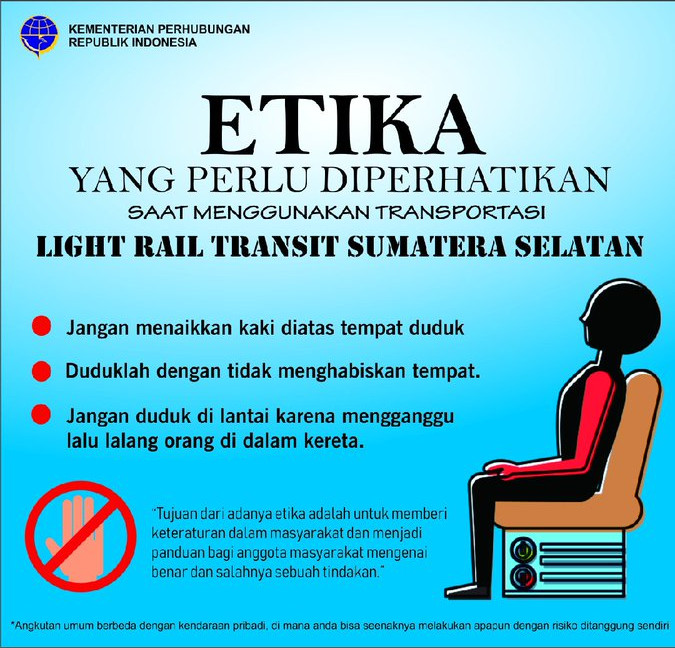 KEMENTERIAN PERHUBUNGAN
REPUBLIK INDONESIA
ETIKA
YANG PERLU DIPERHATIKAN
SAAT MENGGUNAKAN TRANSPORTASI
LIGHT RAIL TRANSIT SUMATERA SELATAN
Jangan menaikkan kaki diatas tempat duduk
Duduklah dengan tidak menghabiskan tempat.
Jangan duduk di lantai karena mengganggu
lalu lalang orang di dalam kereta.
"Tujuan dari adanya etika adalah untuk memberi
keteraturan dalam masyarakat dan menjadi
panduan bagi anggota masyarakat mengenai
benar dan salahnya sebuah tindakan."
*Angkutan umum berbeda dengan kendaraan pribadi, di mana anda bisa seenaknya melakukan apapun dengan risiko ditanggung sendiri